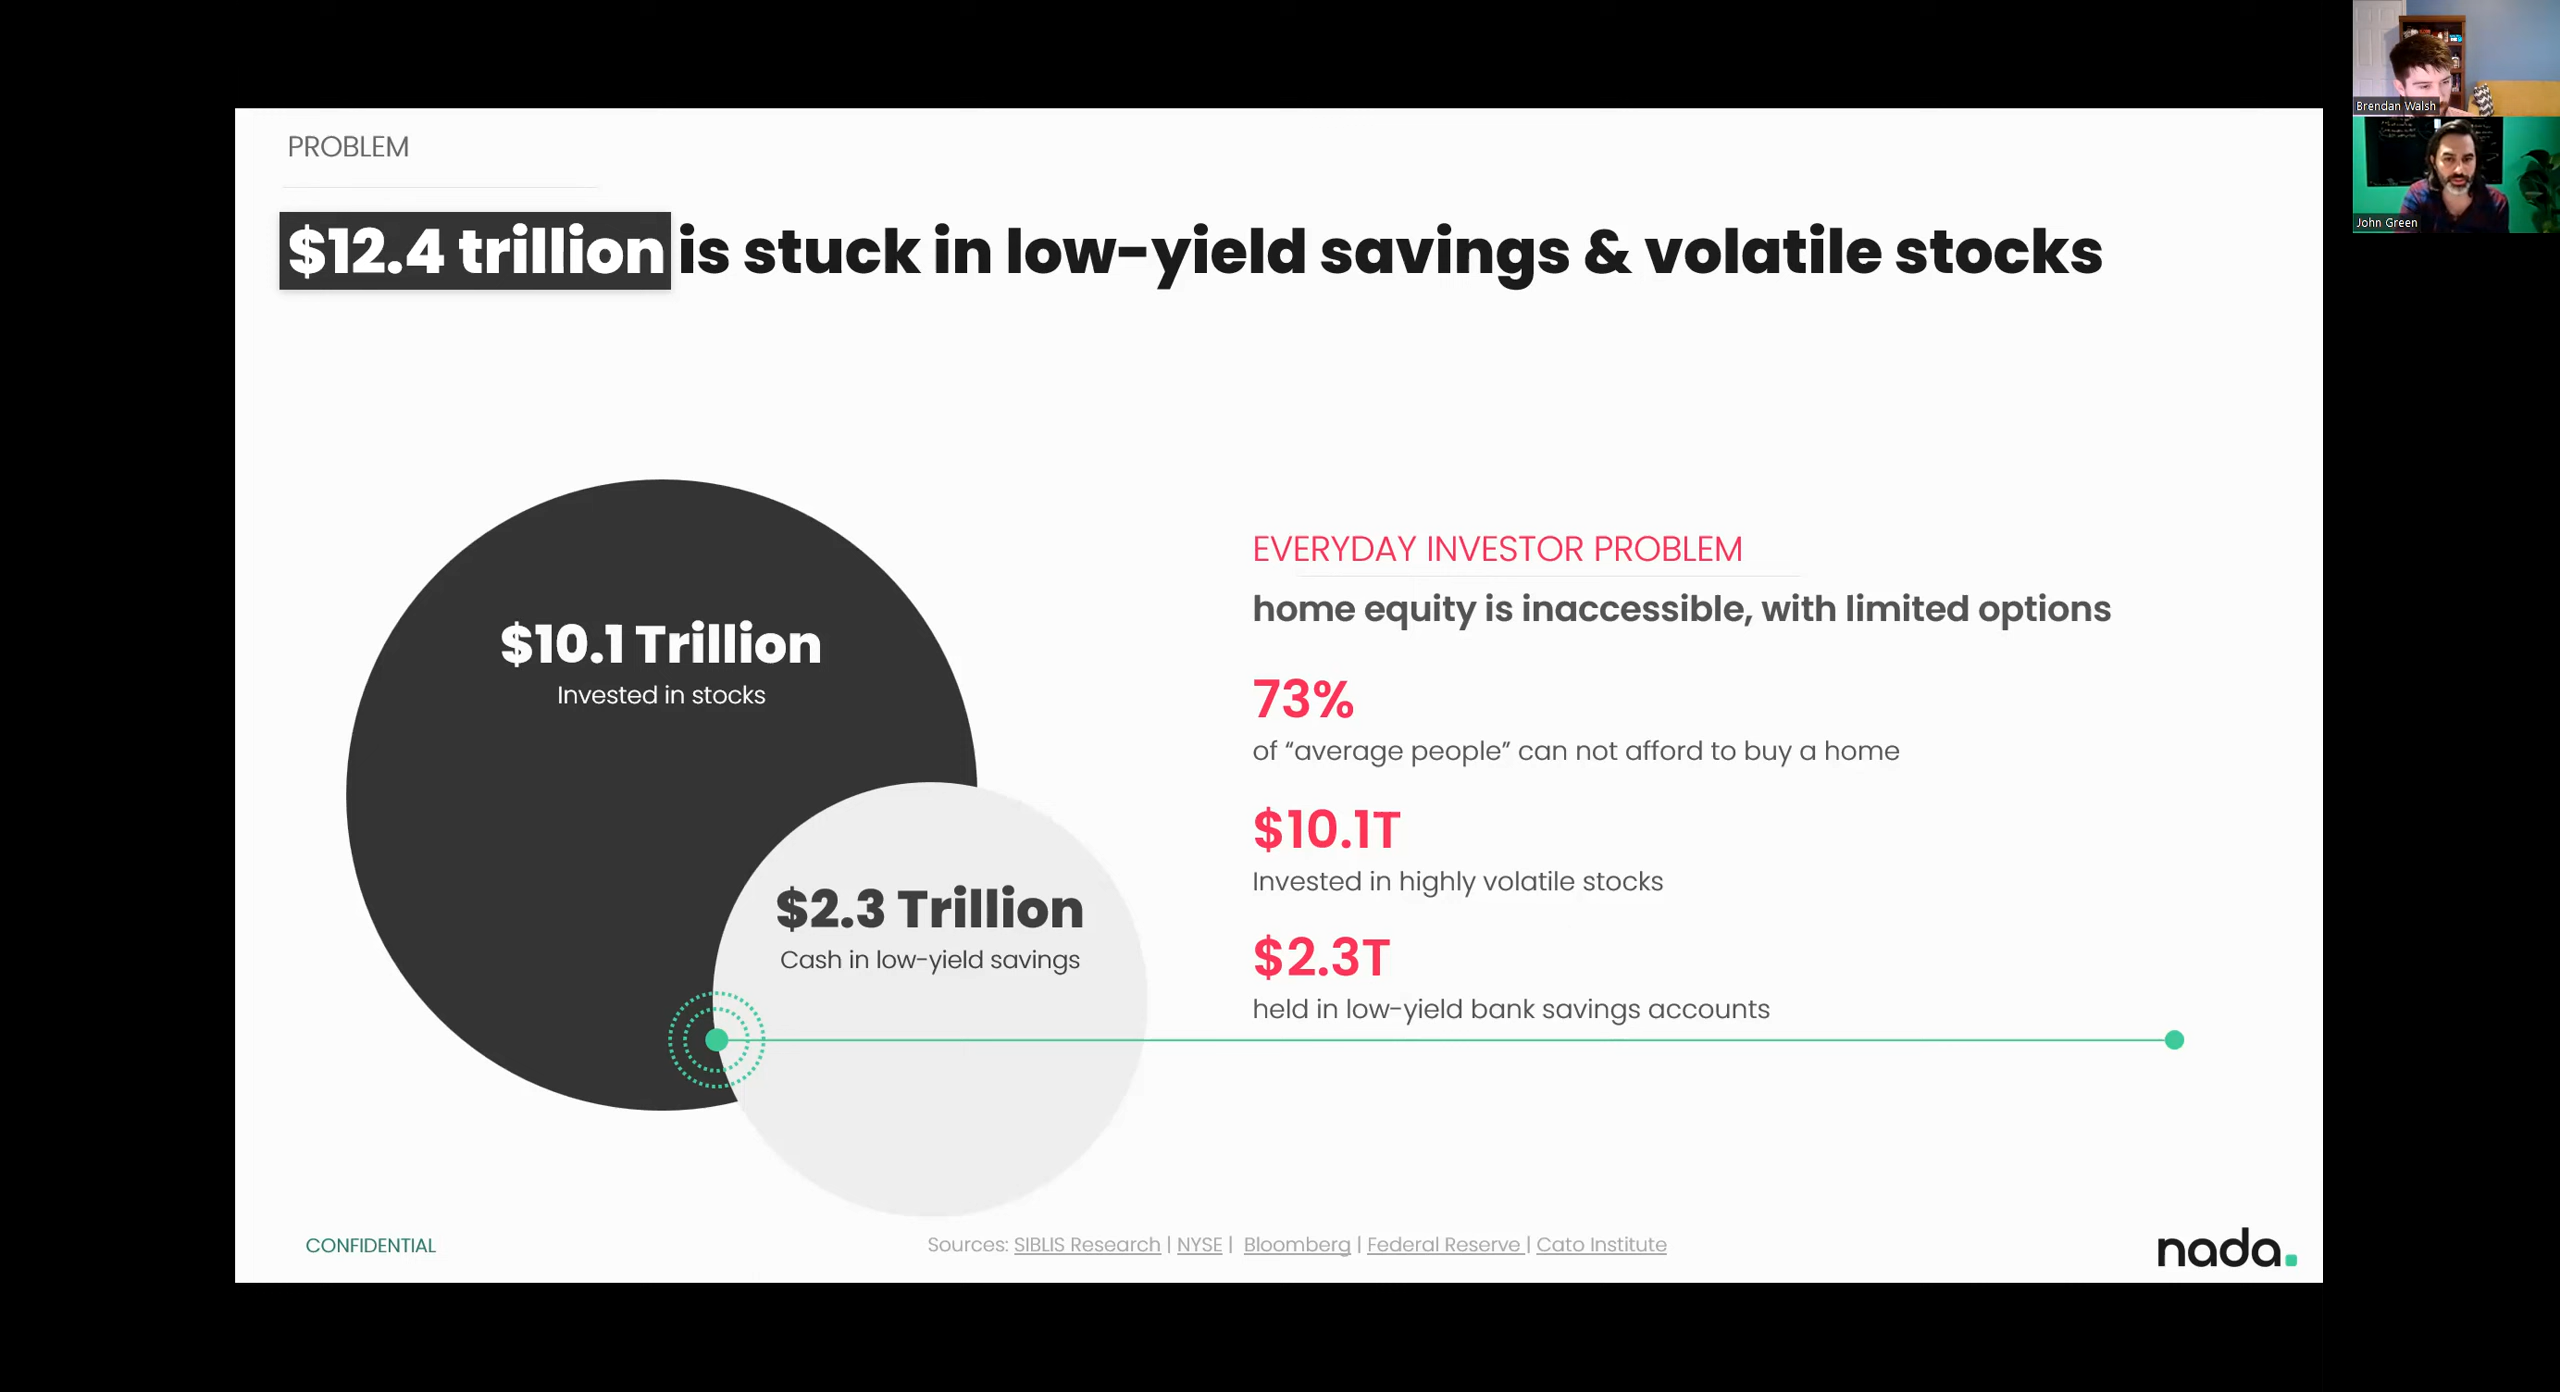 PROBLEM
$12.4 trillion is stuck in low-yield savings & volatile stocks
$10.1 Trillion
Invested in stocks
$2.3 Trillion
Cash in low-yield savings
EVERYDAY INVESTOR PROBLEM
home equity is inaccessible, with limited options
73%
of “average people” can not afford to buy a home
$10.1T
Invested in highly volatile stocks
$2.3T
held in low-yield bank savings accounts
CONFIDENTIAL
Sources: SIBLIS Research | NYSE | Bloomberg | Federal Reserve | Cato Institute
nada.
Brendan Walsh
John Green